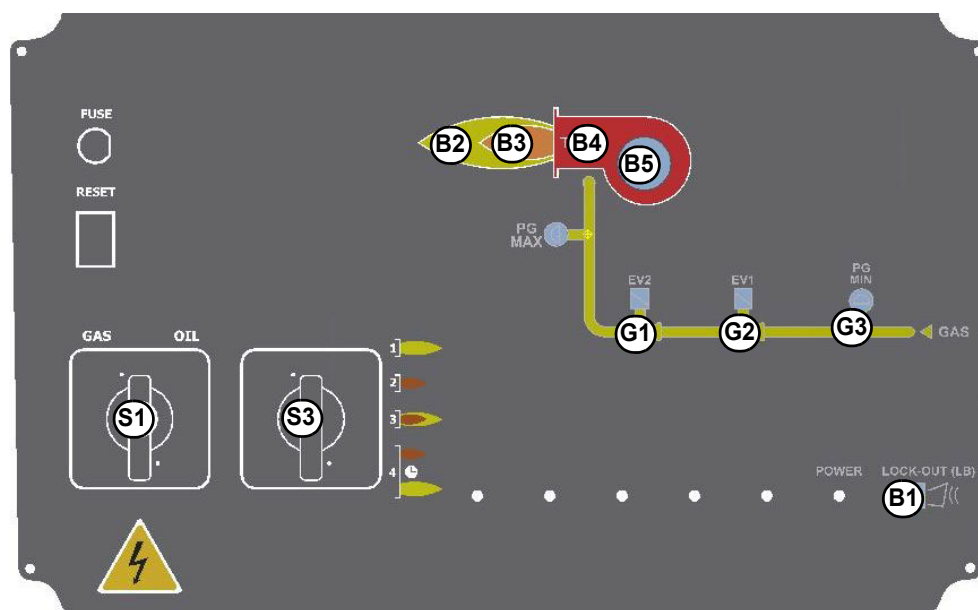 FUSE
B2
B3
B4
B5
RESET
PG
MAX
EV2
EV1
PG
MIN
G1
G2
G3
GAS
GAS
OIL
1
2
S1
S3
3
4
POWER
LOCK-OUT (LB)
B1